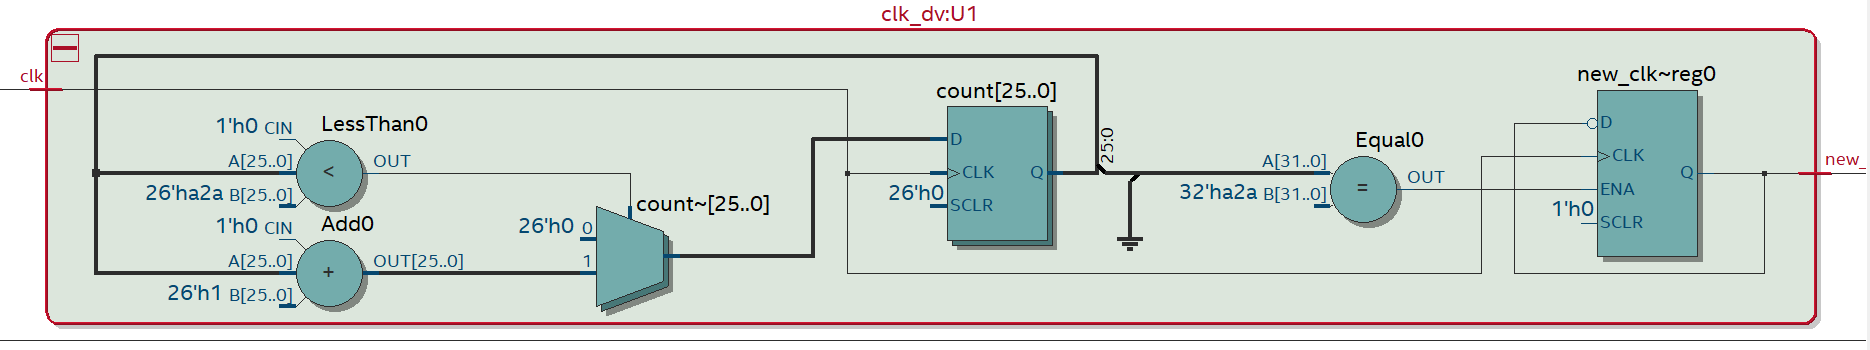 clk_dv:U1
clk
1'h0 CIN
LessThan0
A[25..0]
<
OUT
26'ha2a B[25..0]
1'h0 CIN
Add0
A[25..0]
+
OUT[25..0]
26'h1 B[25..0]
count~[25..0]
26'h0 0
1
count[25..0]
D
CLK
Q
26'h0
SCLR
25:0
Equal0
A[31..0]
=
OUT
32'ha2a B[31..0]
new_clk~reg0
D
CLK
Q
ENA
1'h0
SCLR
new_